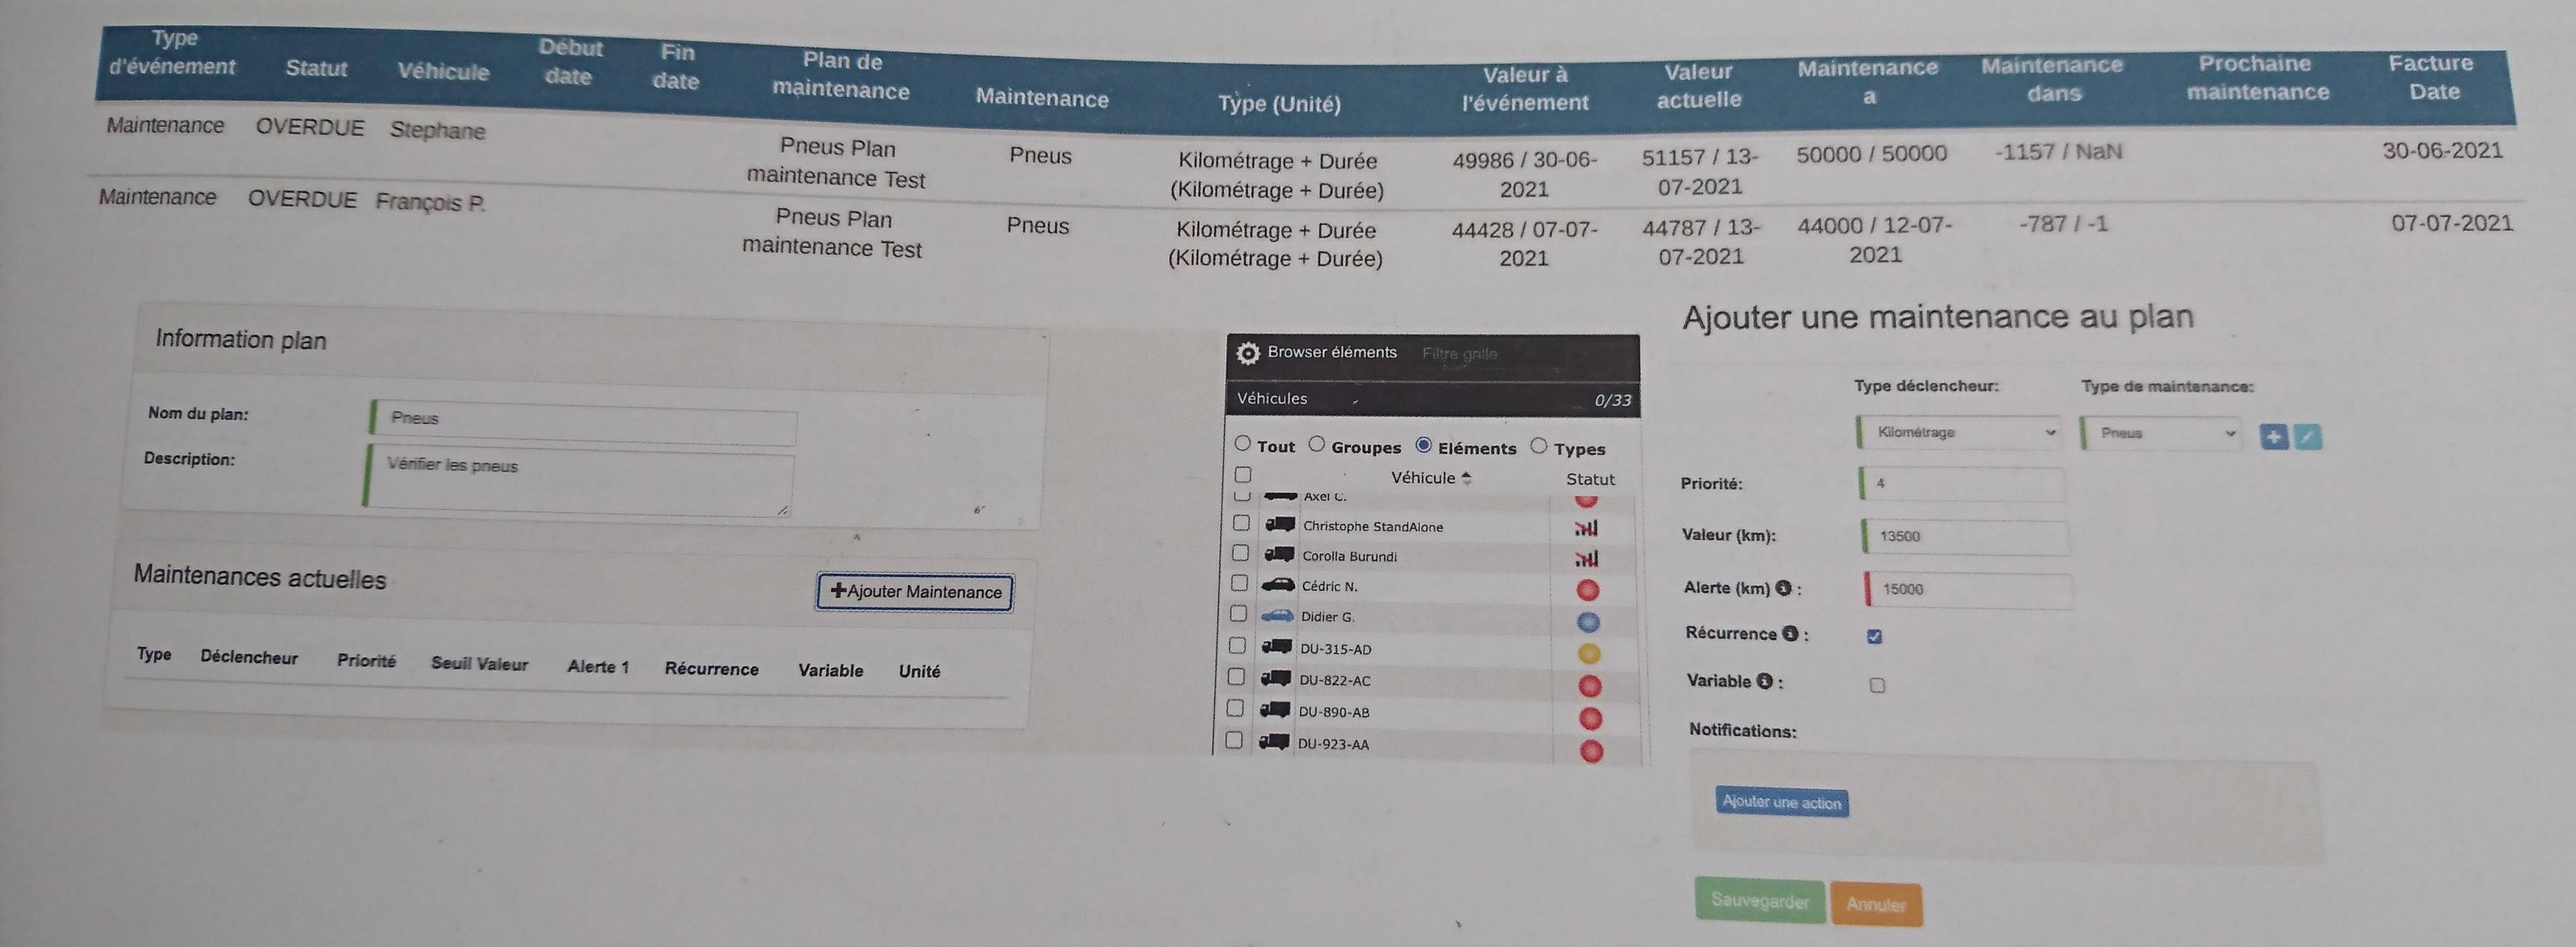 Type d'événement Statut Véhicule Début date Fin date Plan de maintenance Maintenance Type (Unité) Valeur à l'événement Valeur actuelle Maintenance a Maintenance dans Prochaine maintenance Facture Date
Maintenance OVERDUE Stephane Pneus Plan maintenance Test Pneus Kilométrage + Durée (Kilométrage + Durée) 49986 / 30-06-2021 51157 / 13-07-2021 50000 / 50000 -1157 / NaN 30-06-2021
Maintenance OVERDUE François P. Pneus Plan maintenance Test Pneus Kilométrage + Durée (Kilométrage + Durée) 44428 / 07-07-2021 44787 / 13-07-2021 44000 / 12-07-2021 -787 / -1 07-07-2021
Information plan
Nom du plan: Pneus
Description: Vérifier les pneus
Maintenances actuelles
+Ajouter Maintenance
Type Déclencheur Priorité Seuil Valeur Alerte 1 Récurrence Variable Unité
Browser éléments Filtre grille
Véhicules 0/33
Tout Groupes Eléments Types
Véhicule Statut
Axel C.
Christophe StandAlone
Corolla Burundi
Cédric N.
Didier G.
DU-315-AD
DU-822-AC
DU-890-AB
DU-923-AA
Ajouter une maintenance au plan
Type déclencheur: Type de maintenance:
Kilométrage Pneus
Priorité: 4
Valeur (km): 13500
Alerte (km) : 15000
Récurrence :
Variable :
Notifications:
Ajouter une action
Sauvegarder Annuler